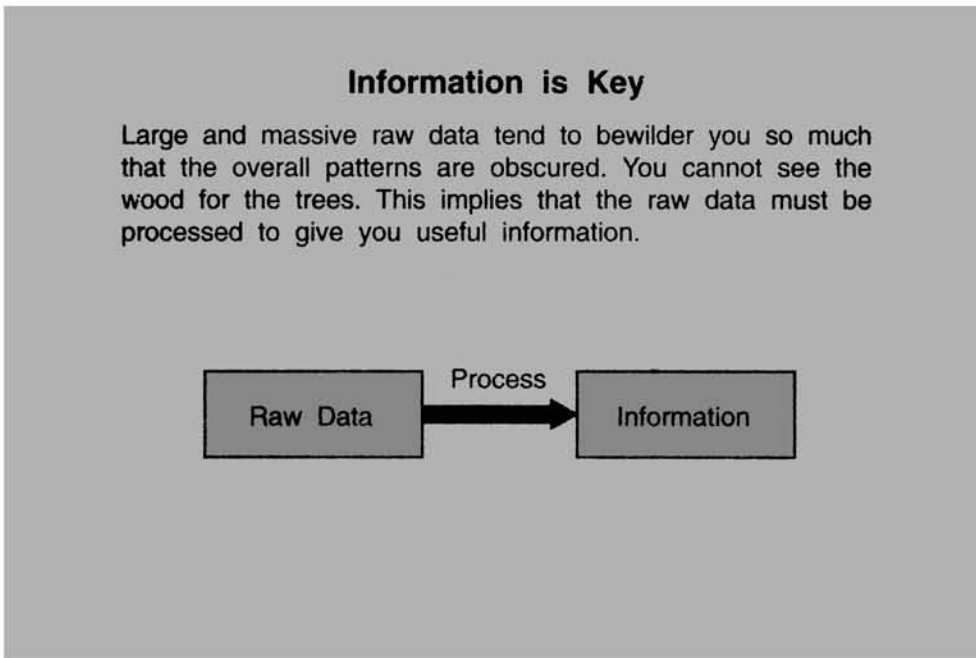 Information is Key
Large and massive raw data tend to bewilder you so much
that the overall patterns are obscured. You cannot see the
wood for the trees. This implies that the raw data must be
processed to give you useful information.
Process
Raw Data
Information